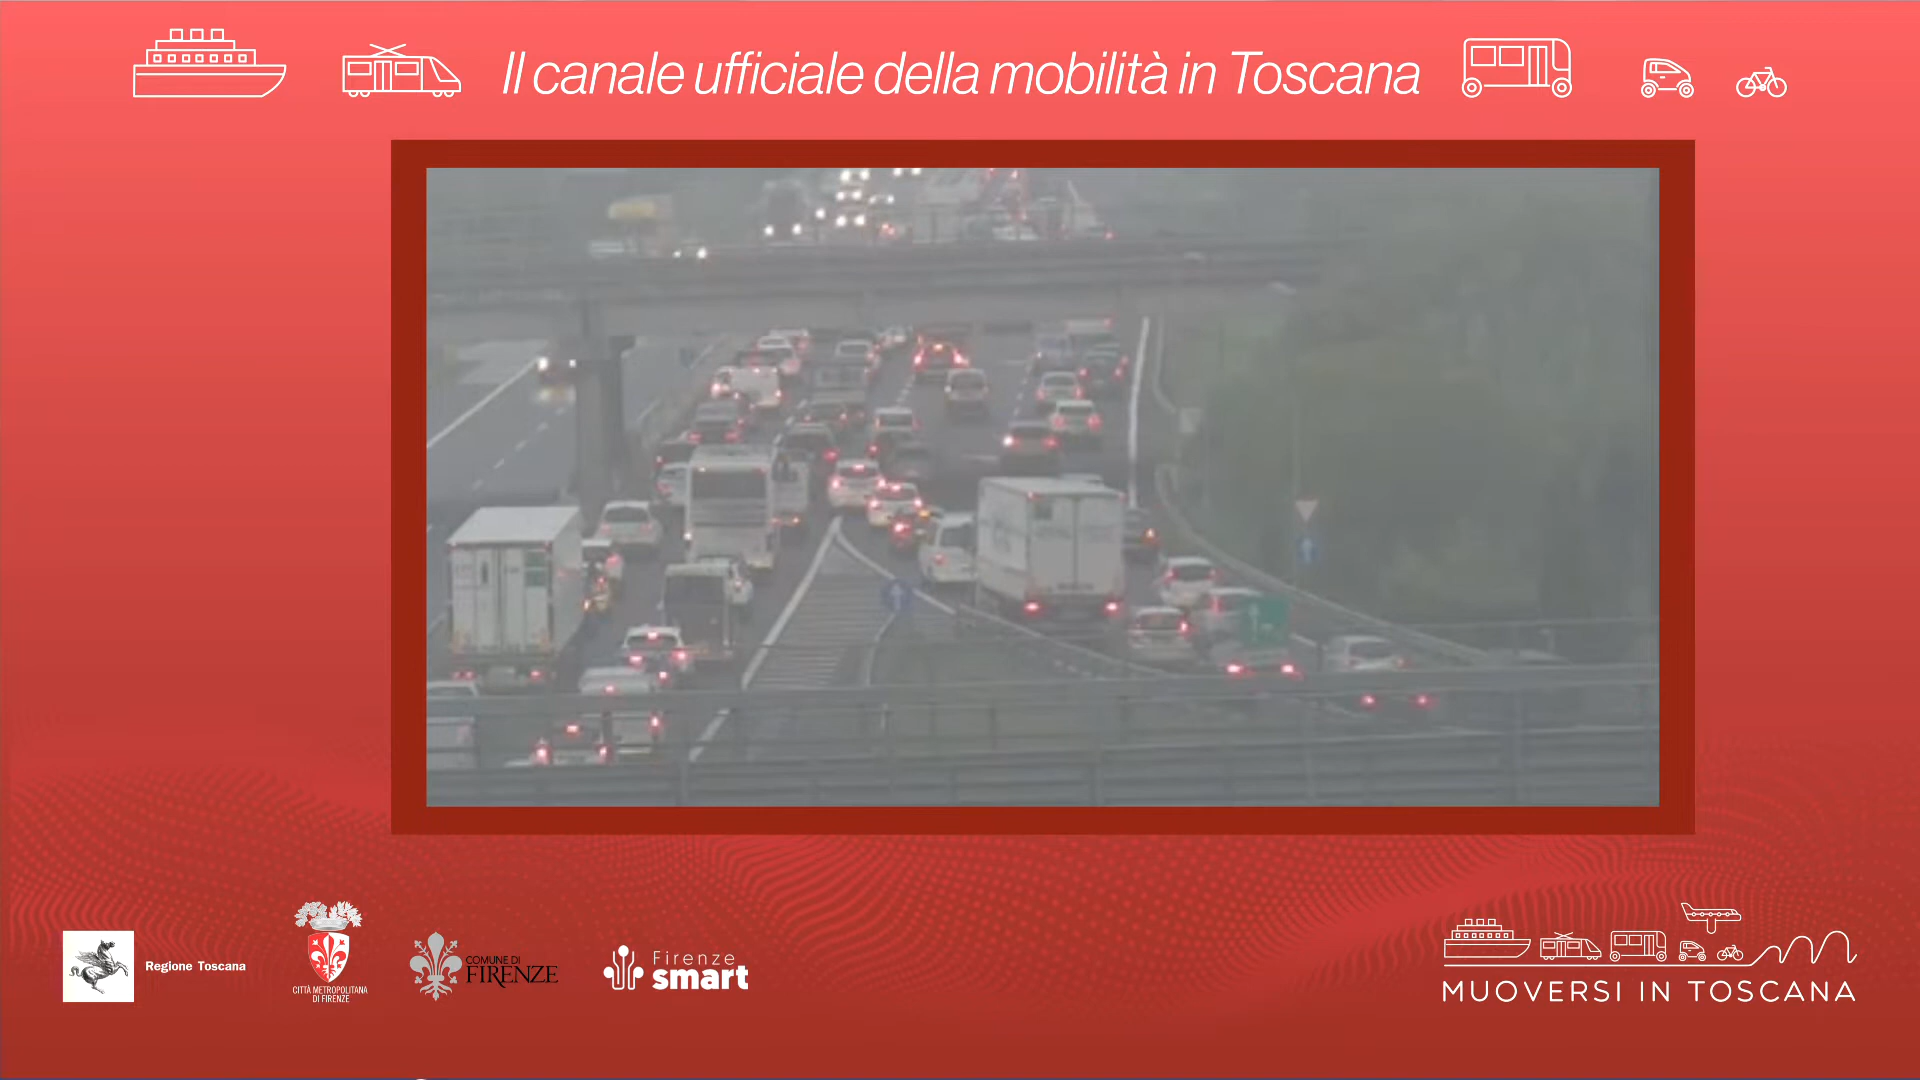 Il canale ufficiale della mobilità in Toscana
Regione Toscana
CITTÀ METROPOLITANA
DI FIRENZE
COMUNE DI
FIRENZE
Firenze
smart
MUOVERSI IN TOSCANA